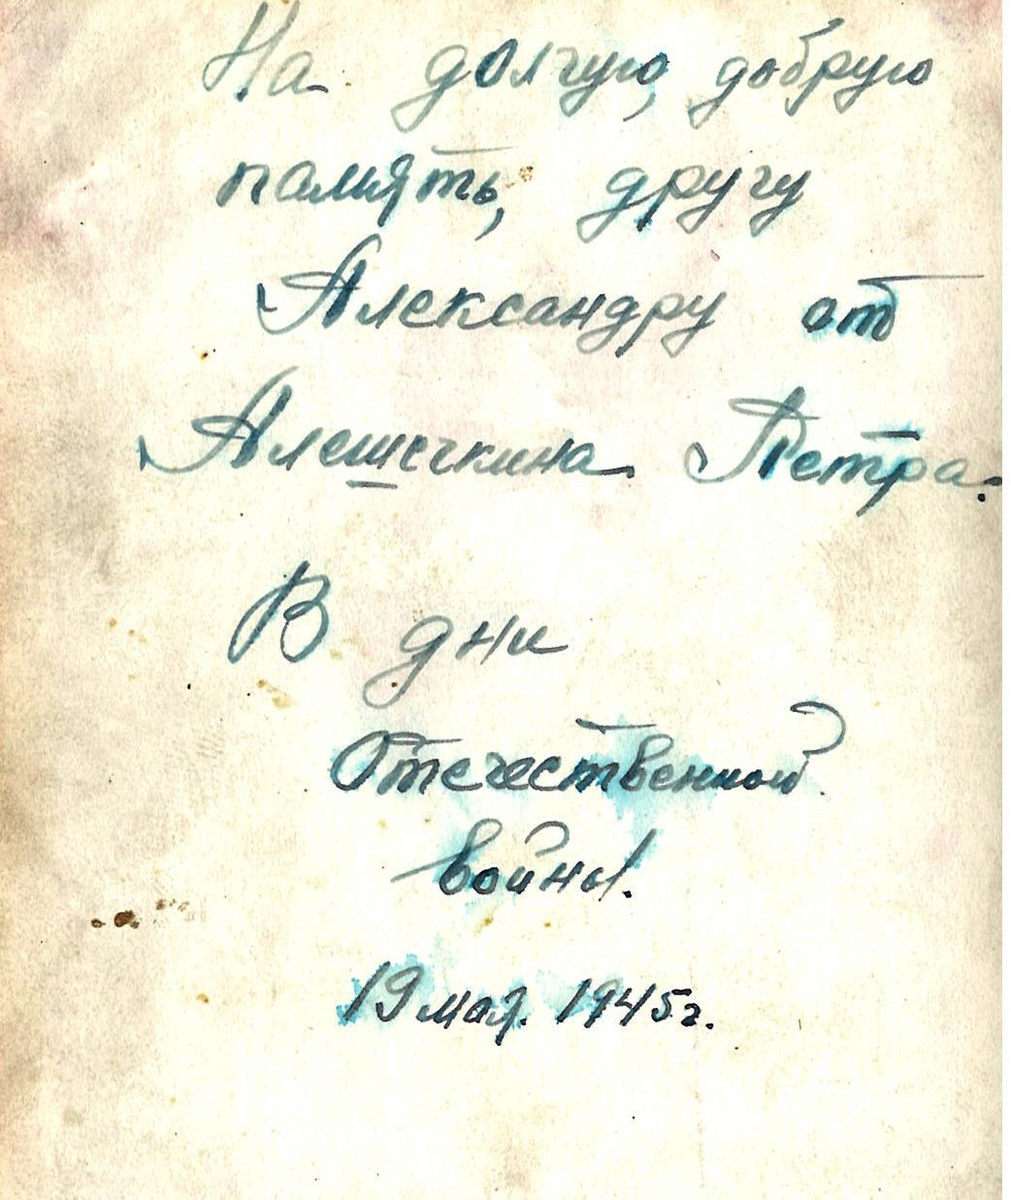 На долгую, добрую
память, другу
Александру от
Алешечкина Петра.
В дни
Отечественной
войны.
19 мая. 1945г.